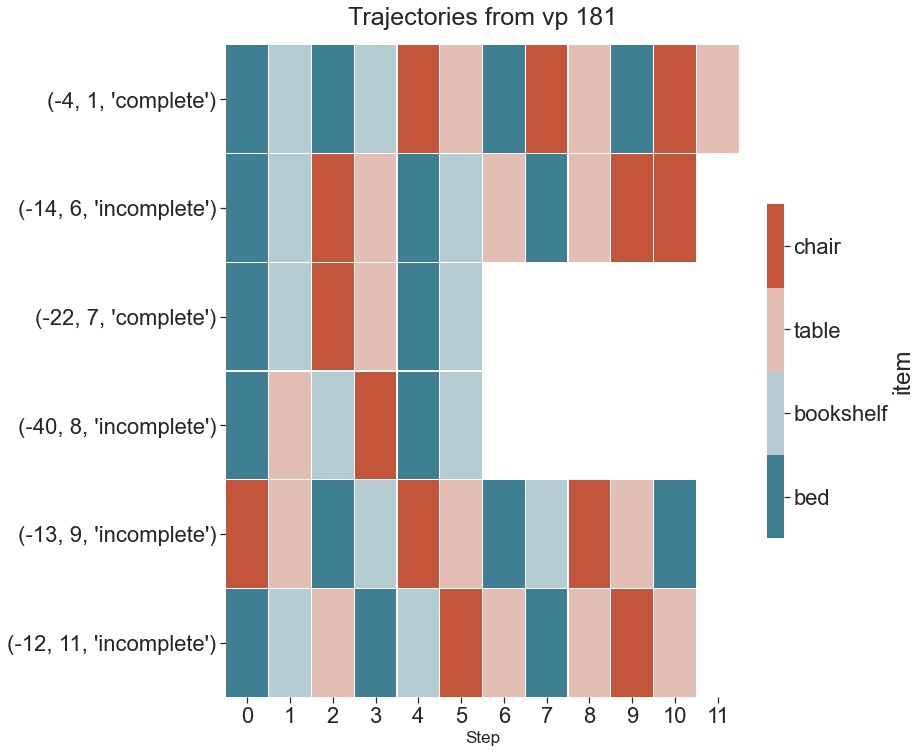 Trajectories from vp 181
(-4, 1, 'complete')
(-14, 6, 'incomplete')
(-22, 7, 'complete')
(-40, 8, 'incomplete')
(-13, 9, 'incomplete')
(-12, 11, 'incomplete')
0 1 2 3 4 5 6 7 8 9 10 11
Step
chair
table
bookshelf
bed
item